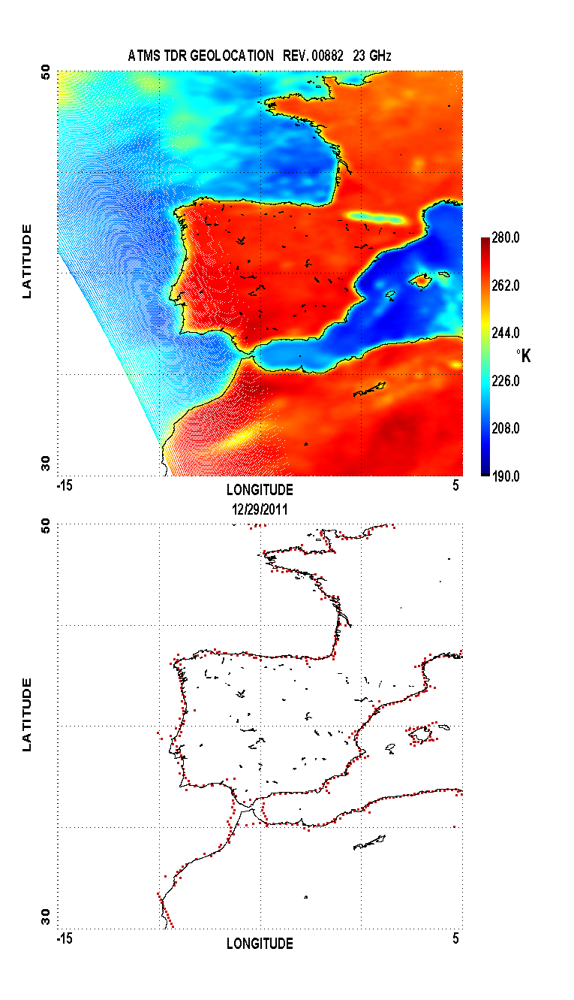 ATMS TDR GEOLOCATION REV. 00882 23 GHz
50
LATITUDE
30
-15
LONGITUDE
5
280.0
262.0
244.0
°K
226.0
208.0
190.0
12/29/2011
50
LATITUDE
30
-15
LONGITUDE
5